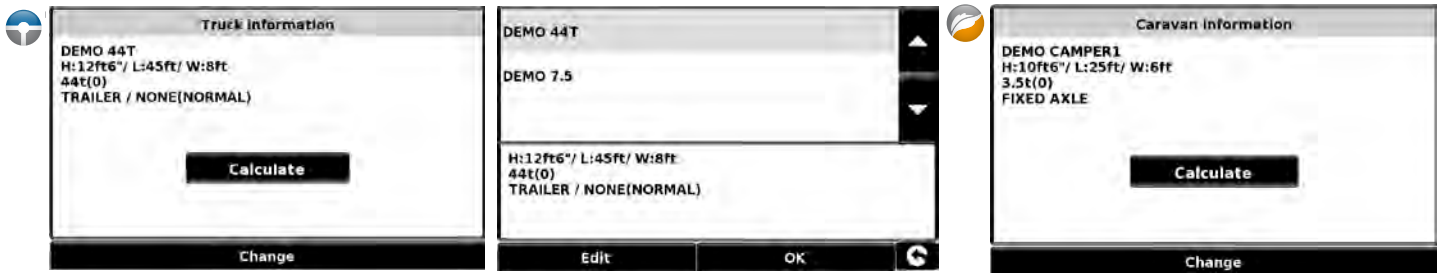 Truck Information
DEMO 44T
H:12ft6"/ L:45ft/ W:8ft
44t(0)
TRAILER / NONE(NORMAL)
Calculate
Change
DEMO 44T
DEMO 7.5
H:12ft6"/ L:45ft/ W:8ft
44t(0)
TRAILER / NONE(NORMAL)
Edit
OK
Caravan Information
DEMO CAMPER1
H:10ft6"/ L:25ft/ W:6ft
3.5t(0)
FIXED AXLE
Calculate
Change